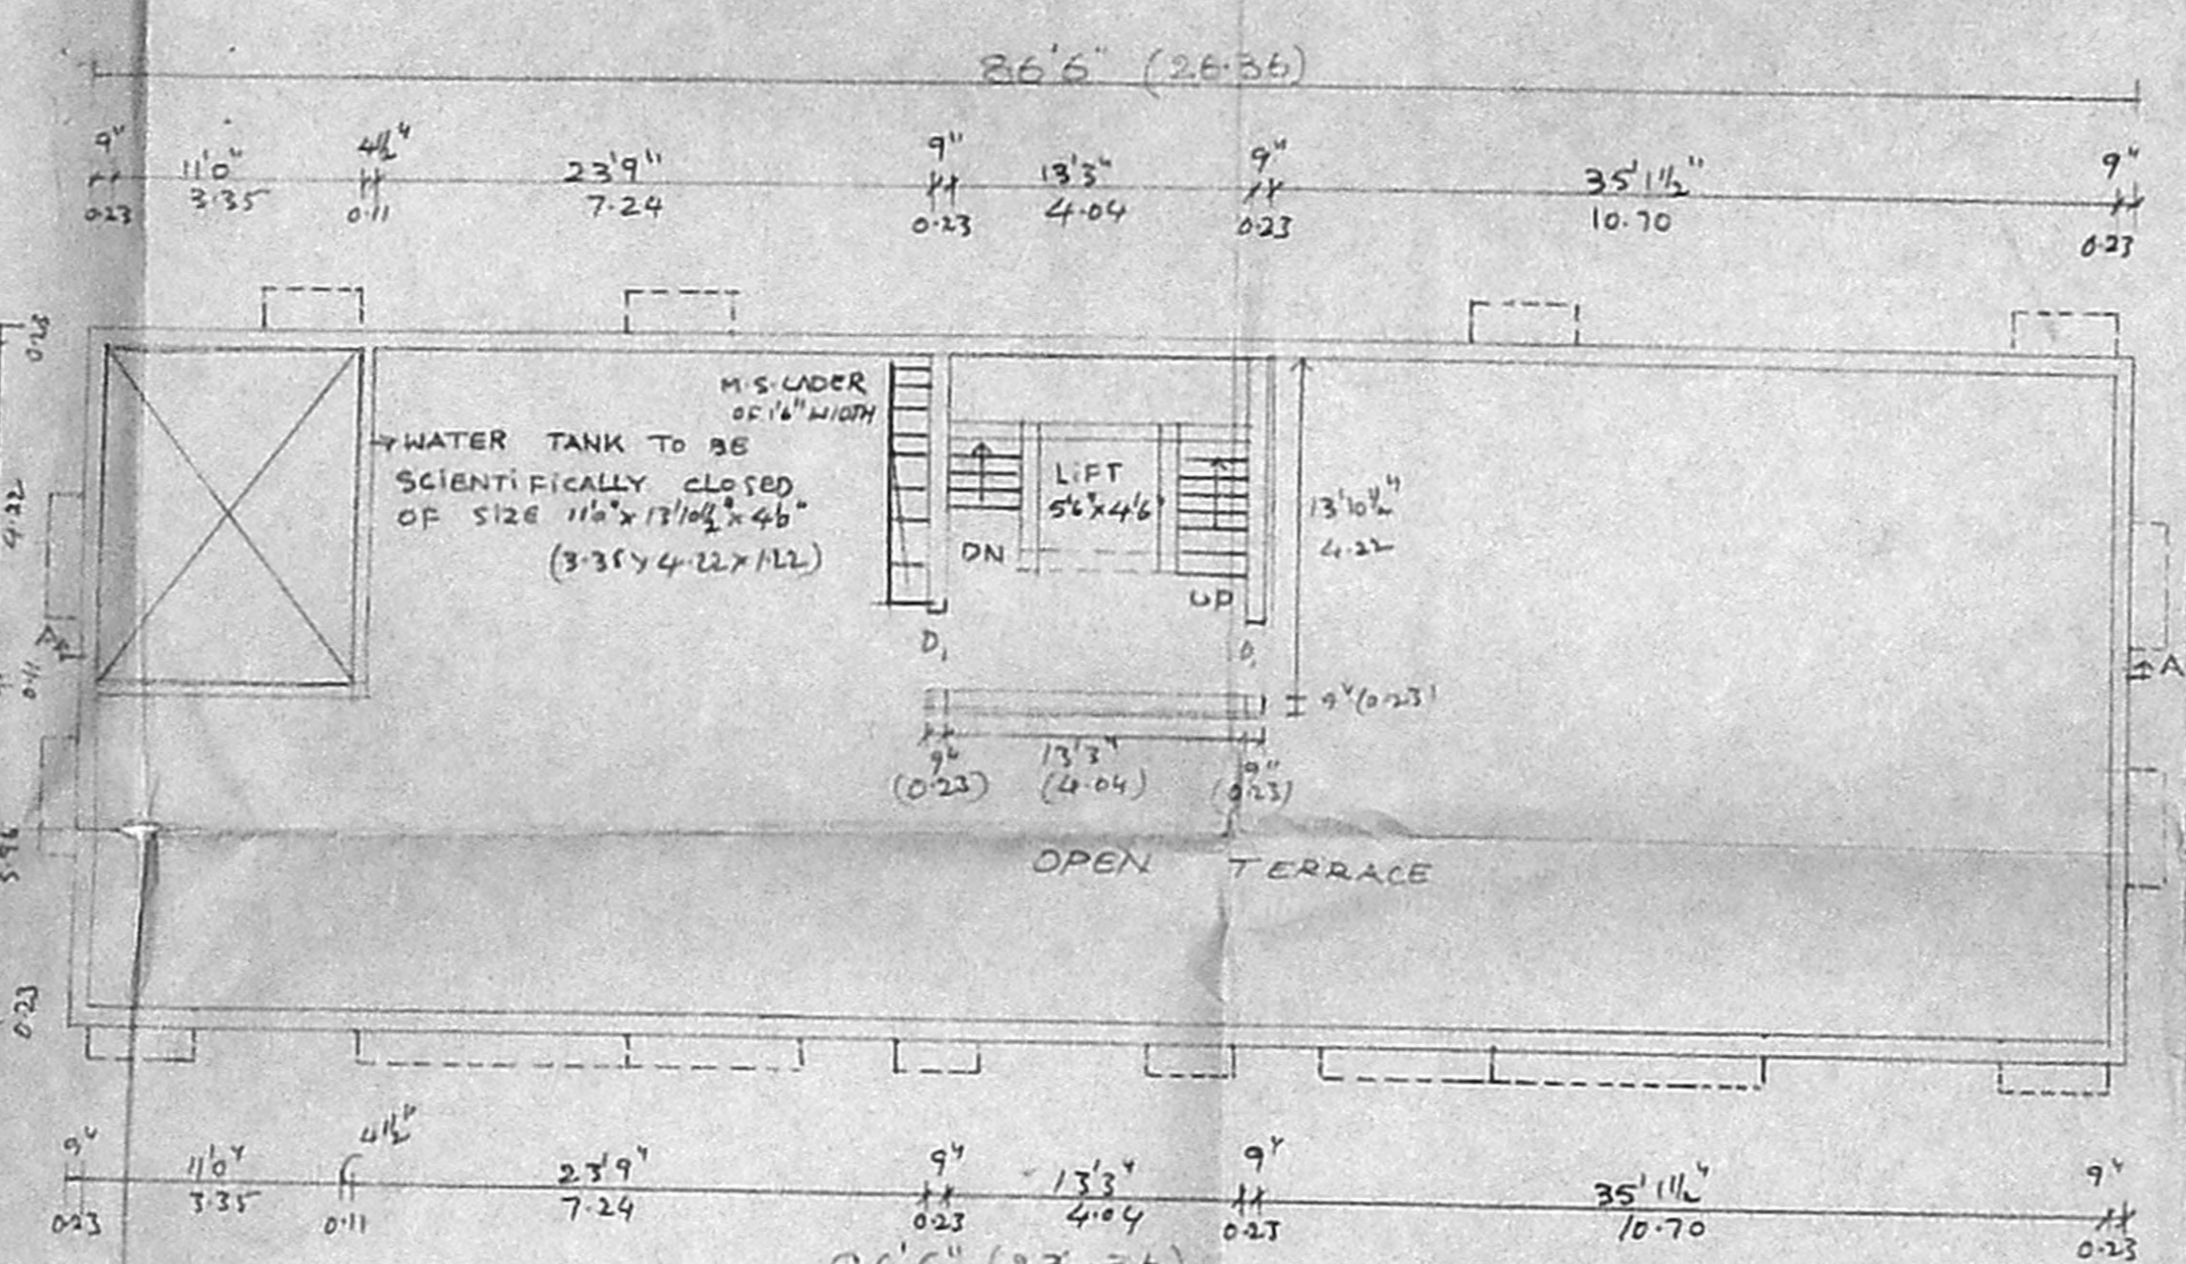 86'6" (26.36)
9" 11'0" 4½" 23'9" 9" 13'3" 9" 35'1½" 9"
0.23 3.35 0.11 7.24 0.23 4.04 0.23 10.70 0.23
0.23
M.S. LADER
OF 1'6" WIDTH
WATER TANK TO BE
SCIENTIFICALLY CLOSED
OF SIZE 11'0" x 13'10½" x 4'0"
(3.35 x 4.22 x 1.22)
LIFT
5'6" x 4'6"
DN
UP
13'10½"
4.22
4.22
D1
D1
A
0.11
9" (0.23)
9" 13'3" 9"
(0.23) (4.04) (0.23)
5.96
OPEN TERRACE
0.23
9" 11'0" 4½" 23'9" 9" 13'3" 9" 35'1½" 9"
0.23 3.35 0.11 7.24 0.23 4.04 0.23 10.70 0.23